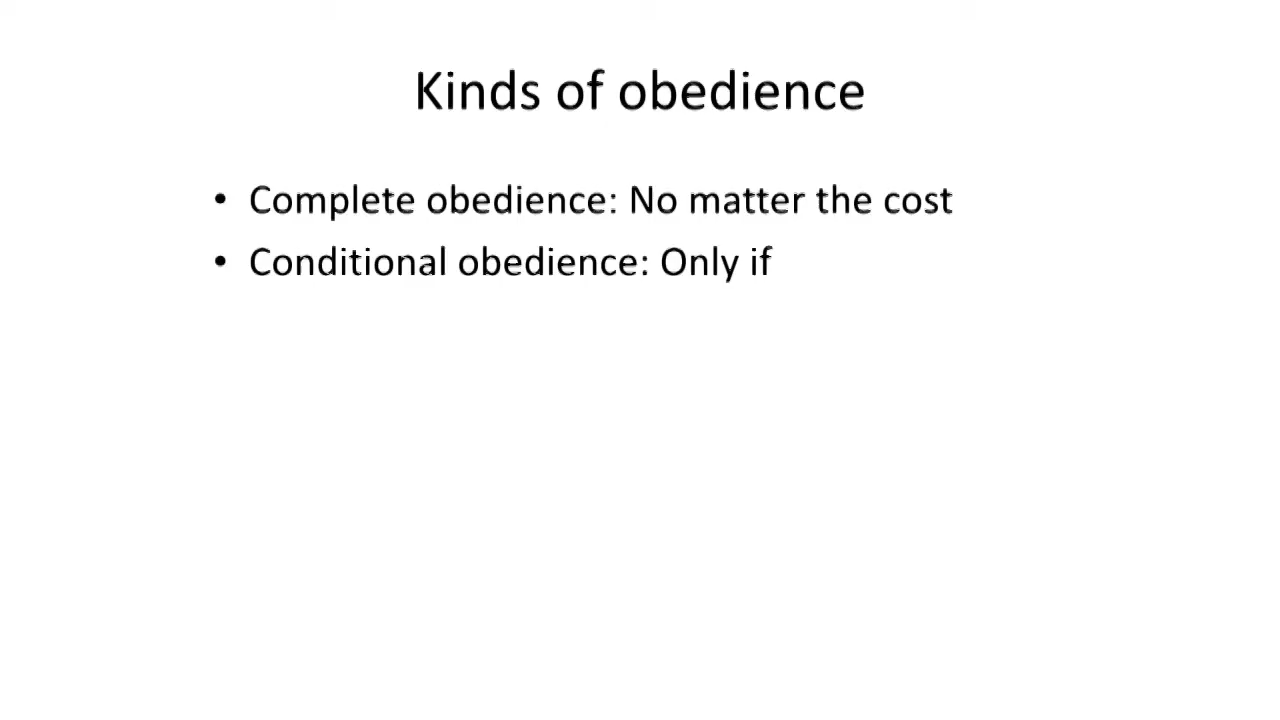 Kinds of obedience
• Complete obedience: No matter the cost
• Conditional obedience: Only if